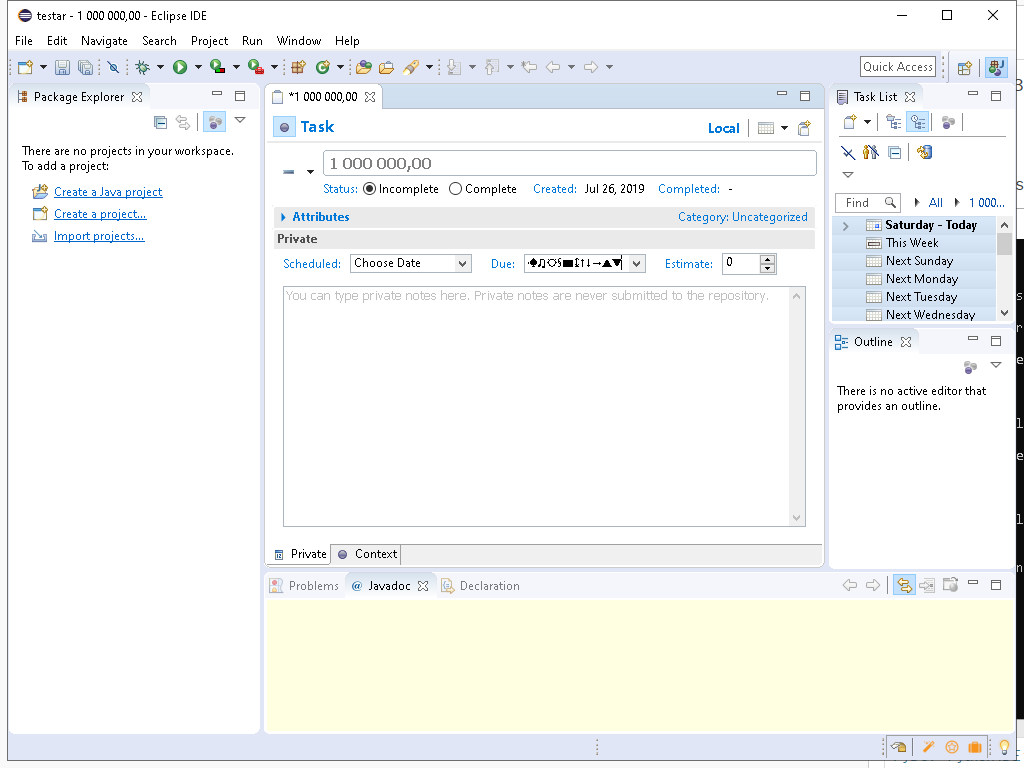 testar - 1 000 000,00 - Eclipse IDE
File Edit Navigate Search Project Run Window Help
Quick Access
Package Explorer
There are no projects in your workspace.
To add a project:
Create a Java project
Create a project...
Import projects...
*1 000 000,00
Task
Local
1 000 000,00
Status: Incomplete Complete Created: Jul 26, 2019 Completed: -
Attributes
Category: Uncategorized
Private
Scheduled: Choose Date Due: Estimate: 0
You can type private notes here. Private notes are never submitted to the repository.
Private Context
Problems Javadoc Declaration
Task List
Find All 1 000...
Saturday - Today
This Week
Next Sunday
Next Monday
Next Tuesday
Next Wednesday
Outline
There is no active editor that
provides an outline.